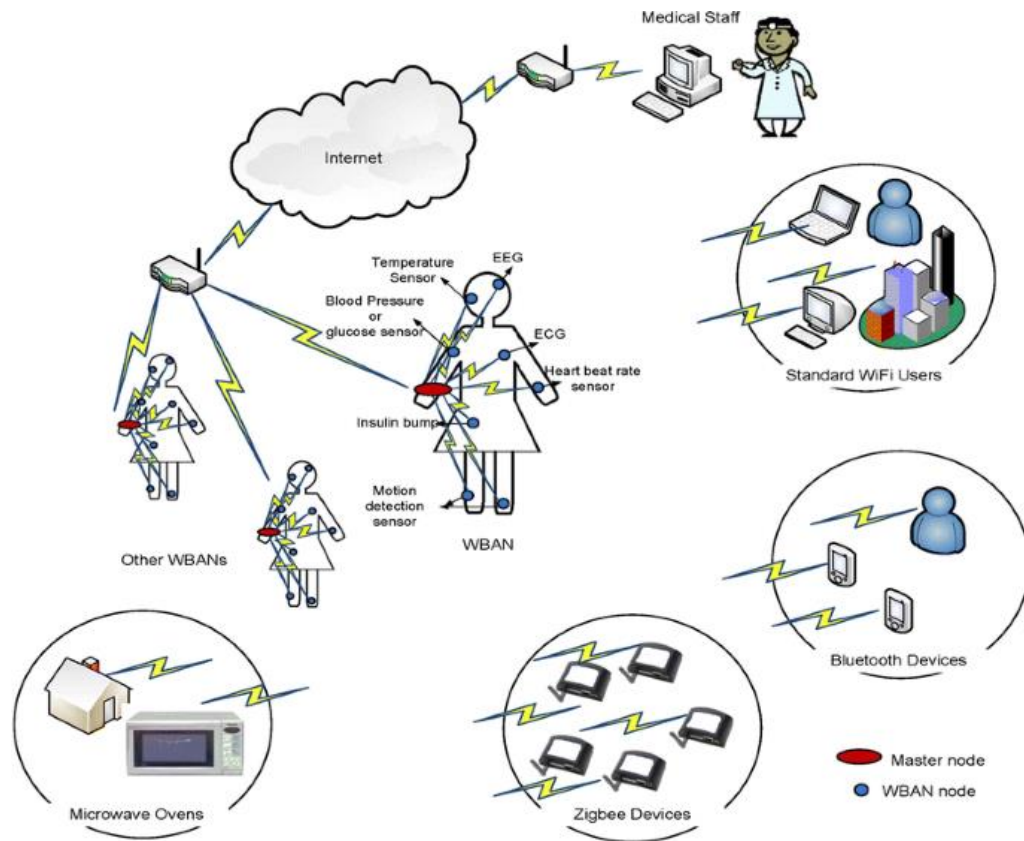 Medical Staff
Internet
EEG
Temperature
Sensor
Blood Pressure
or
glucose sensor
ECG
Heart beat rate
sensor
Insulin bump
Motion
detection
sensor
WBAN
Other WBANs
Standard WiFi Users
Bluetooth Devices
Microwave Ovens
Zigbee Devices
Master node
WBAN node